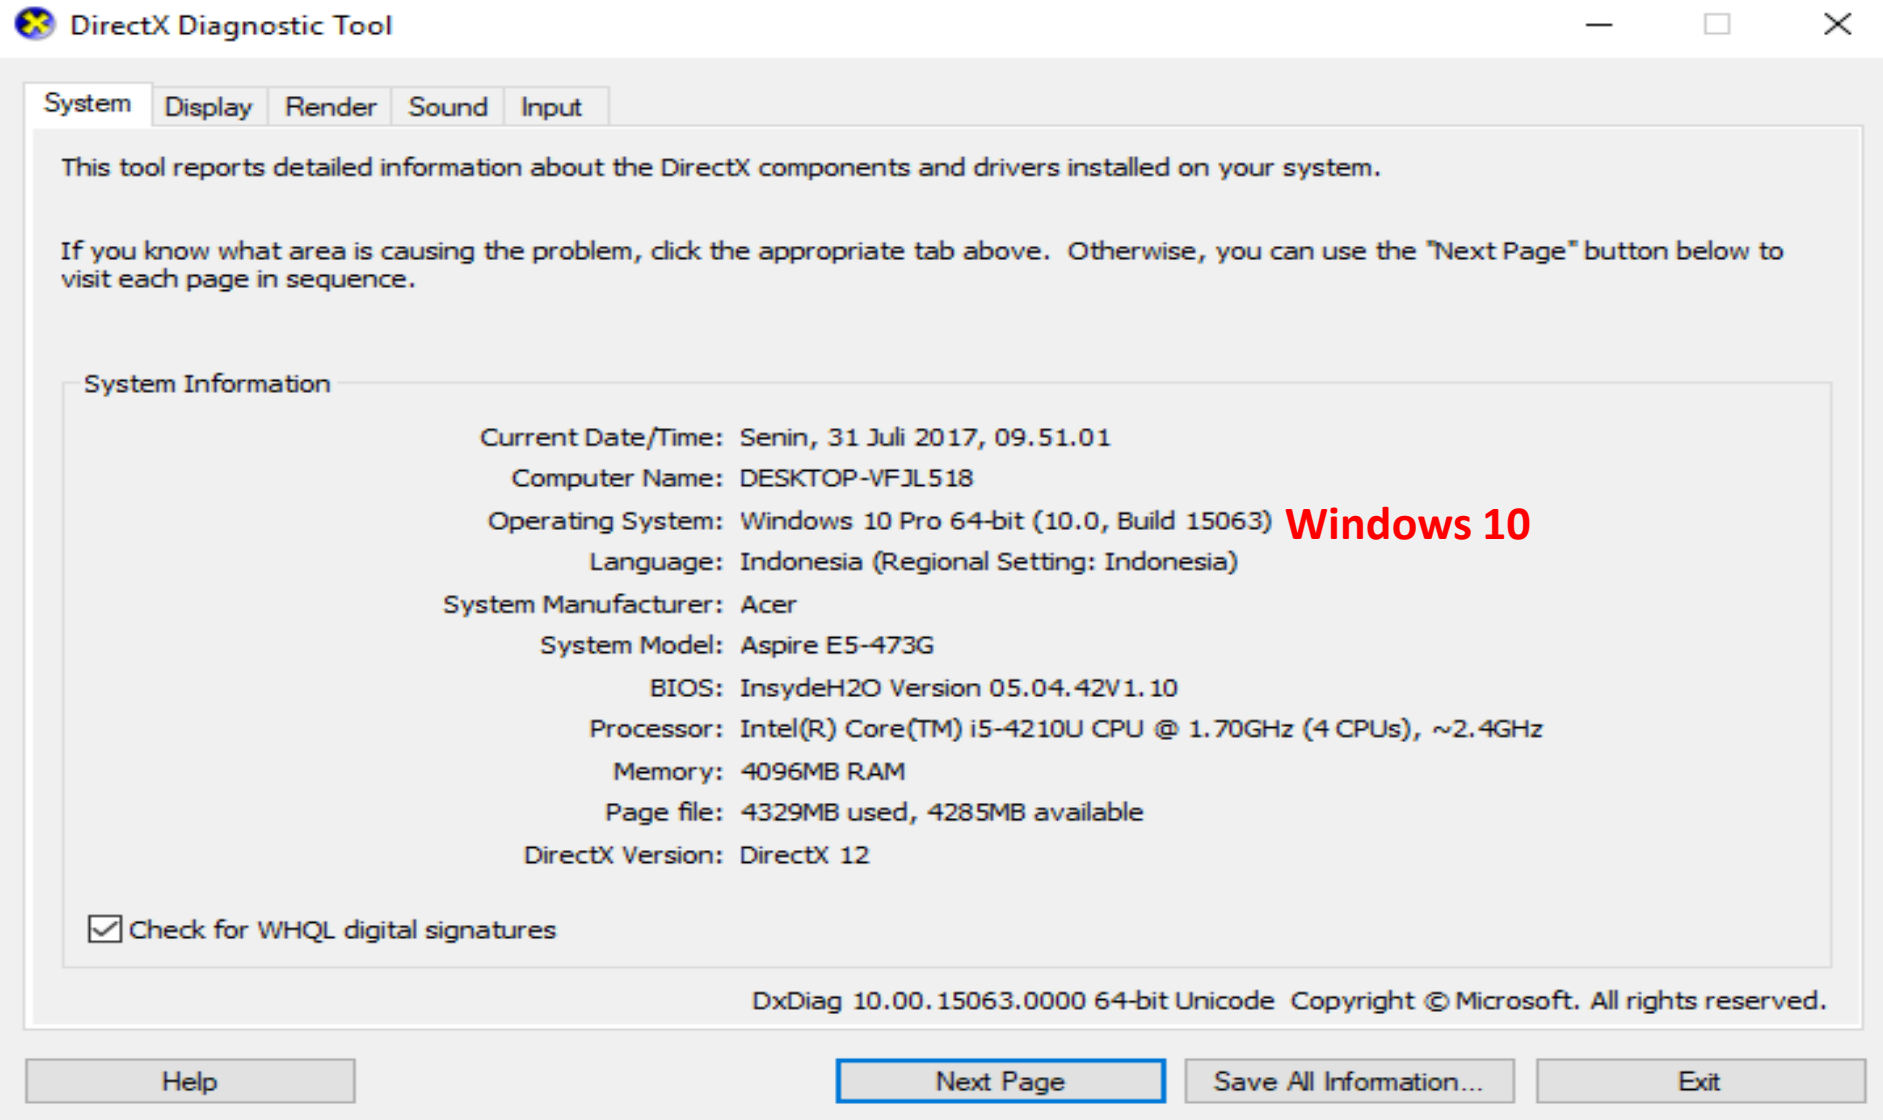 DirectX Diagnostic Tool
System Display Render Sound Input
This tool reports detailed information about the DirectX components and drivers installed on your system.
If you know what area is causing the problem, click the appropriate tab above.  Otherwise, you can use the "Next Page" button below to
visit each page in sequence.
System Information
Current Date/Time: Senin, 31 Juli 2017, 09.51.01
Computer Name: DESKTOP-VFJL518
Operating System: Windows 10 Pro 64-bit (10.0, Build 15063) Windows 10
Language: Indonesia (Regional Setting: Indonesia)
System Manufacturer: Acer
System Model: Aspire E5-473G
BIOS: InsydeH2O Version 05.04.42V1.10
Processor: Intel(R) Core(TM) i5-4210U CPU @ 1.70GHz (4 CPUs), ~2.4GHz
Memory: 4096MB RAM
Page file: 4329MB used, 4285MB available
DirectX Version: DirectX 12
Check for WHQL digital signatures
DxDiag 10.00.15063.0000 64-bit Unicode  Copyright © Microsoft. All rights reserved.
Help Next Page Save All Information... Exit